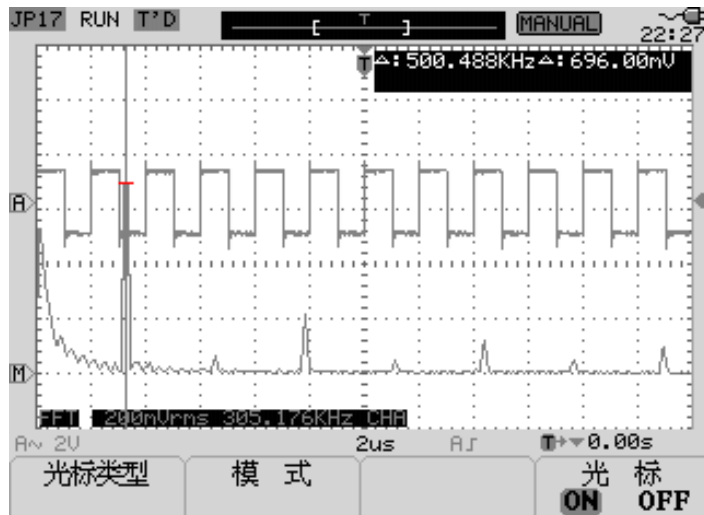 JP17 RUN T'D T MANUAL 22:27
T △:500.488KHz△:696.00mV
A
M
FFT 200mVrms 305.176KHz CHA
A~ 2V 2us A 0.00s
光标类型 模 式 光 标
ON OFF